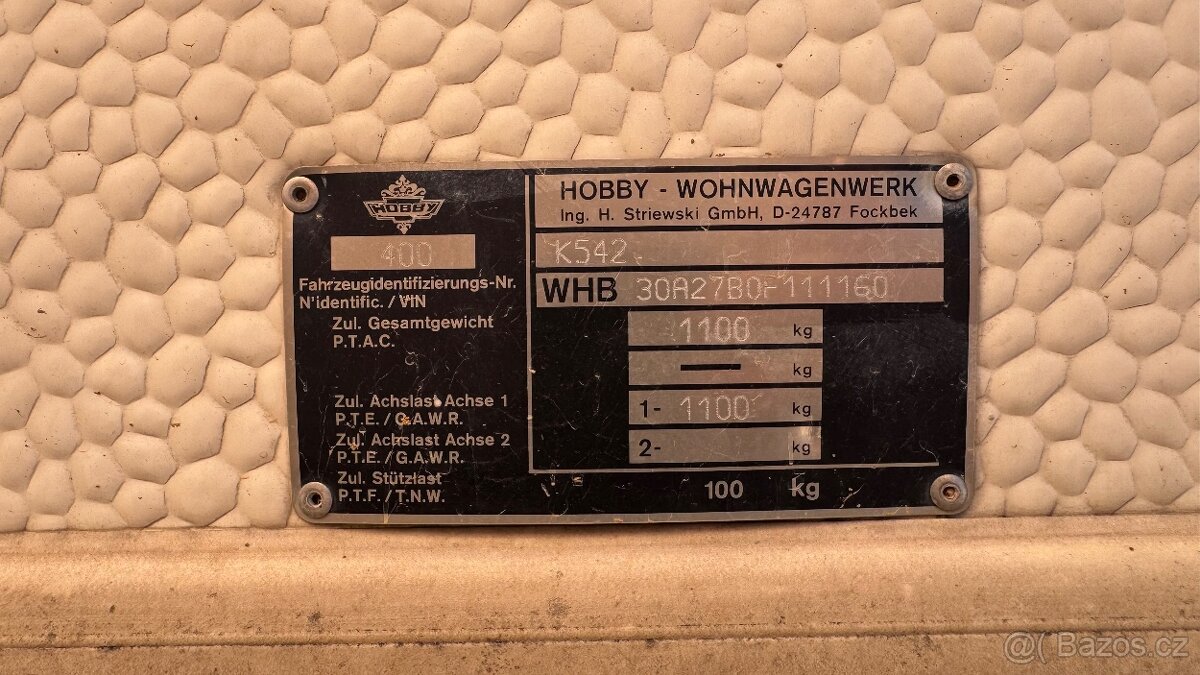 HOBBY
400
HOBBY - WOHNWAGENWERK
Ing. H. Striewski GmbH, D-24787 Fockbek
K542
Fahrzeugidentifizierungs-Nr.
N'identific. / VIN
WHB 30A27B0F111160
Zul. Gesamtgewicht
P.T.A.C.
1100 kg
— kg
Zul. Achslast Achse 1
P.T.E. / G.A.W.R.
1- 1100 kg
Zul. Achslast Achse 2
P.T.E. / G.A.W.R.
2- kg
Zul. Stützlast
P.T.F. / T.N.W.
100 kg
@( Bazoš.cz